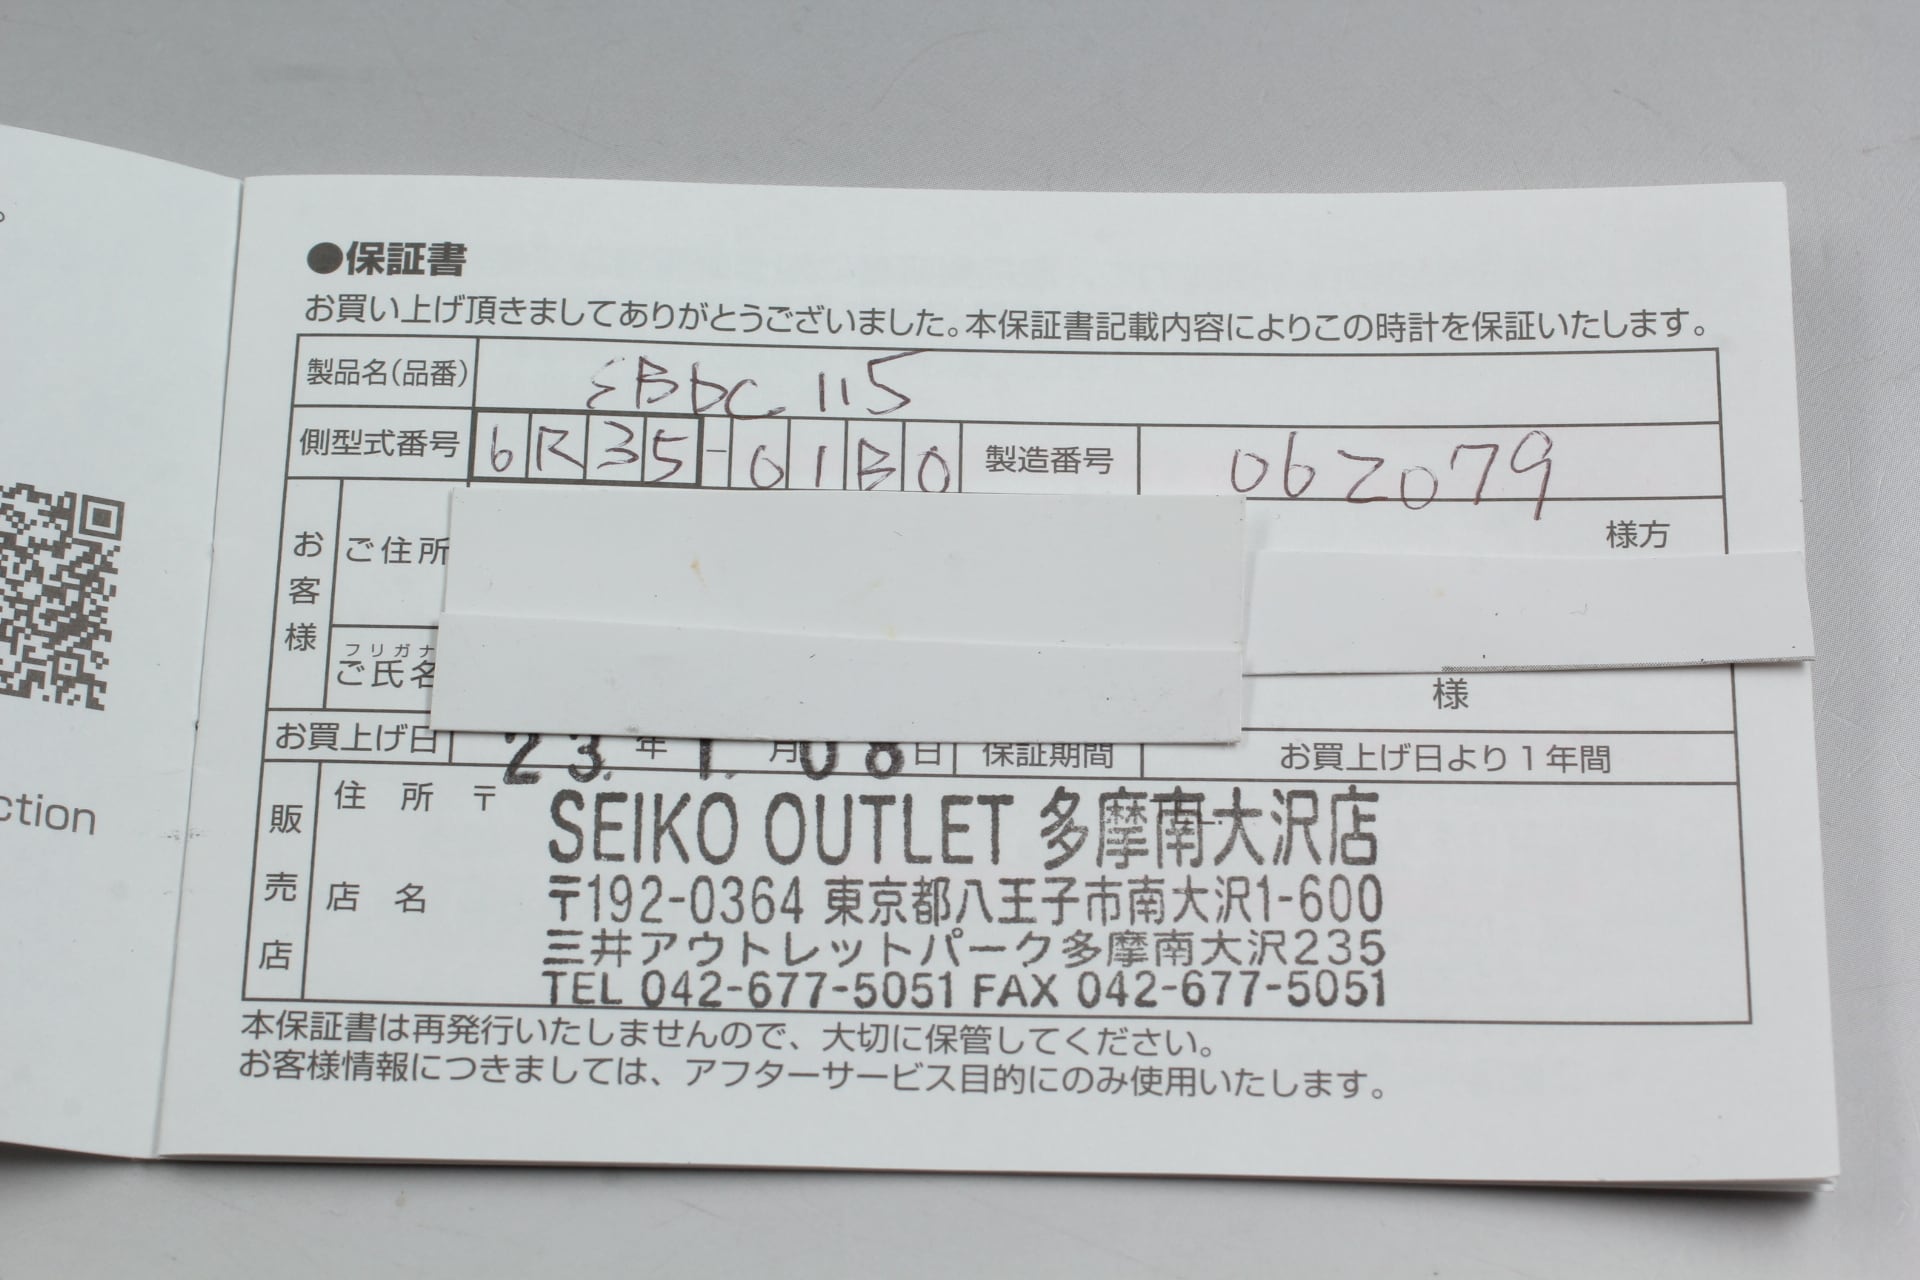 。
ction
●保証書
お買い上げ頂きましてありがとうございました。本保証書記載内容によりこの時計を保証いたします。
製品名(品番) SBDC 115
側型式番号 6R35-01B0 製造番号 062079
お客様 ご住所 様方
フリガナ
ご氏名 様
お買上げ日 23年 1.月08日 保証期間 お買上げ日より1年間
販売店 住所 〒
SEIKO OUTLET 多摩南大沢店
店名 〒192-0364 東京都八王子市南大沢1-600
三井アウトレットパーク多摩南大沢235
TEL 042-677-5051 FAX 042-677-5051
本保証書は再発行いたしませんので、大切に保管してください。
お客様情報につきましては、アフターサービス目的にのみ使用いたします。